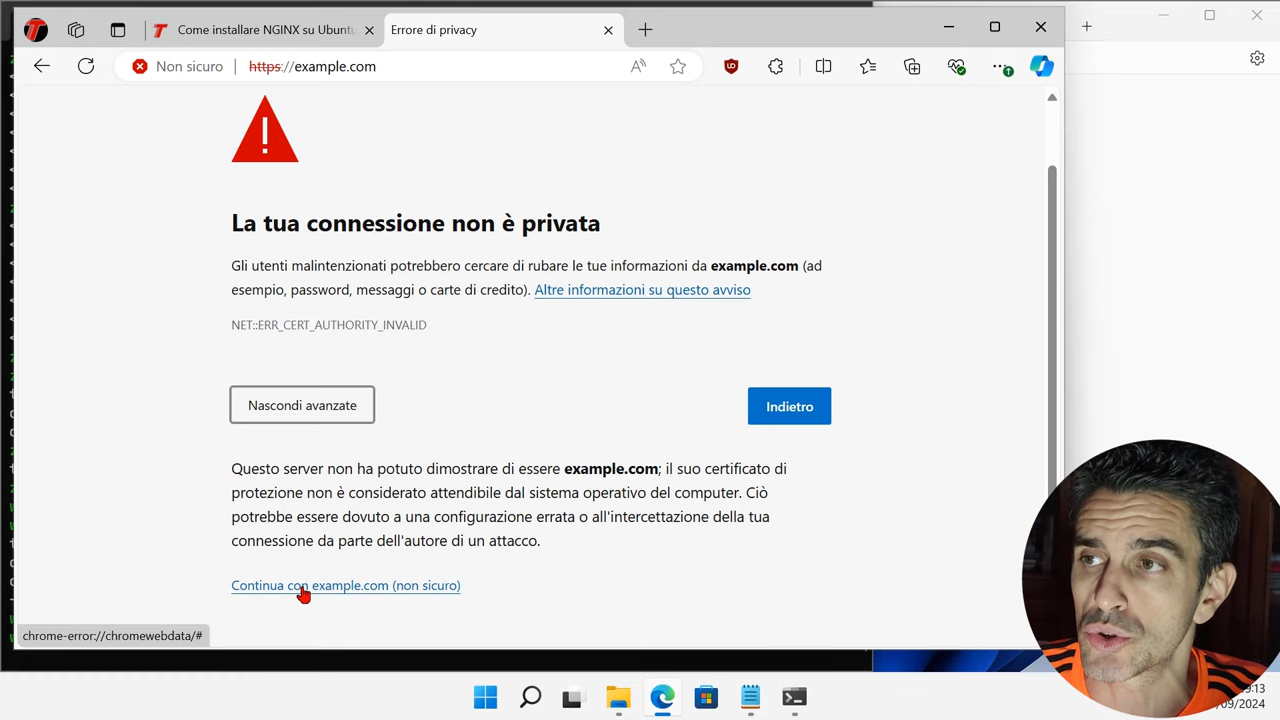 Come installare NGINX su Ubuntu
Errore di privacy
Non sicuro
https://example.com
La tua connessione non è privata
Gli utenti malintenzionati potrebbero cercare di rubare le tue informazioni da example.com (ad
esempio, password, messaggi o carte di credito). Altre informazioni su questo avviso
NET::ERR_CERT_AUTHORITY_INVALID
Nascondi avanzate
Indietro
Questo server non ha potuto dimostrare di essere example.com; il suo certificato di
protezione non è considerato attendibile dal sistema operativo del computer. Ciò
potrebbe essere dovuto a una configurazione errata o all'intercettazione della tua
connessione da parte dell'autore di un attacco.
Continua con example.com (non sicuro)
chrome-error://chromewebdata/#
:13
/09/2024